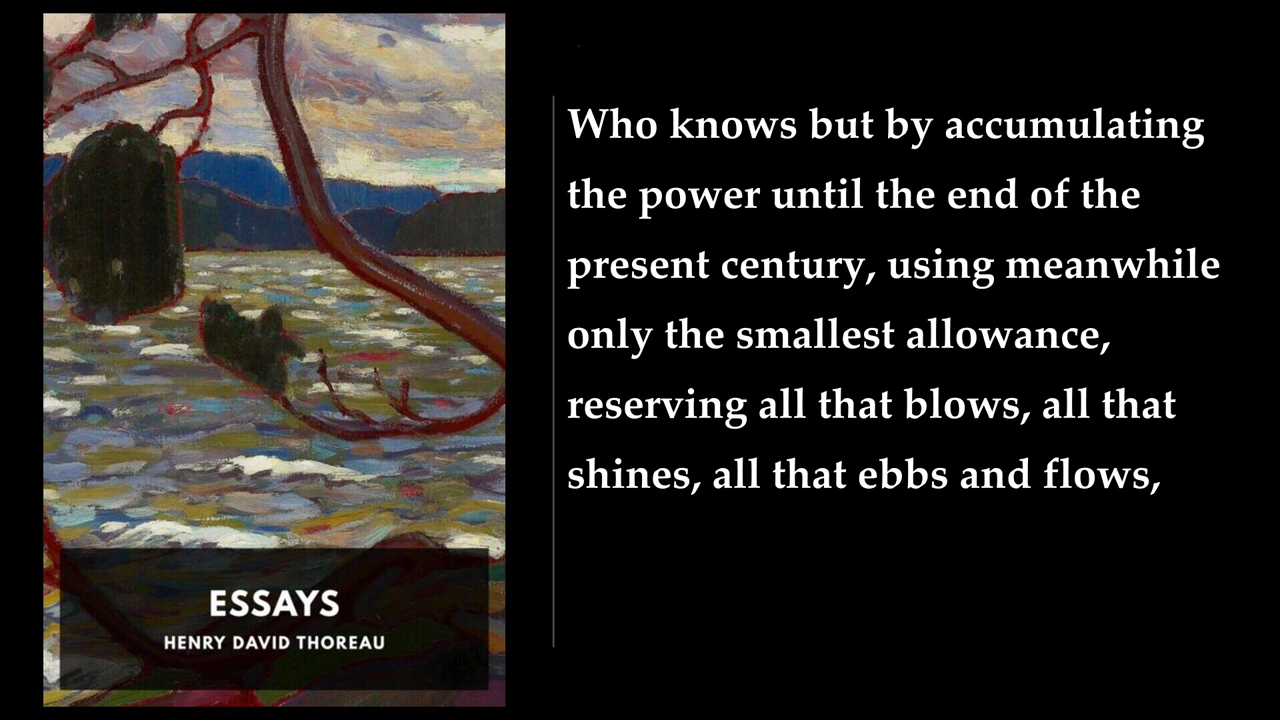 ESSAYS
HENRY DAVID THOREAU
Who knows but by accumulating
the power until the end of the
present century, using meanwhile
only the smallest allowance,
reserving all that blows, all that
shines, all that ebbs and flows,